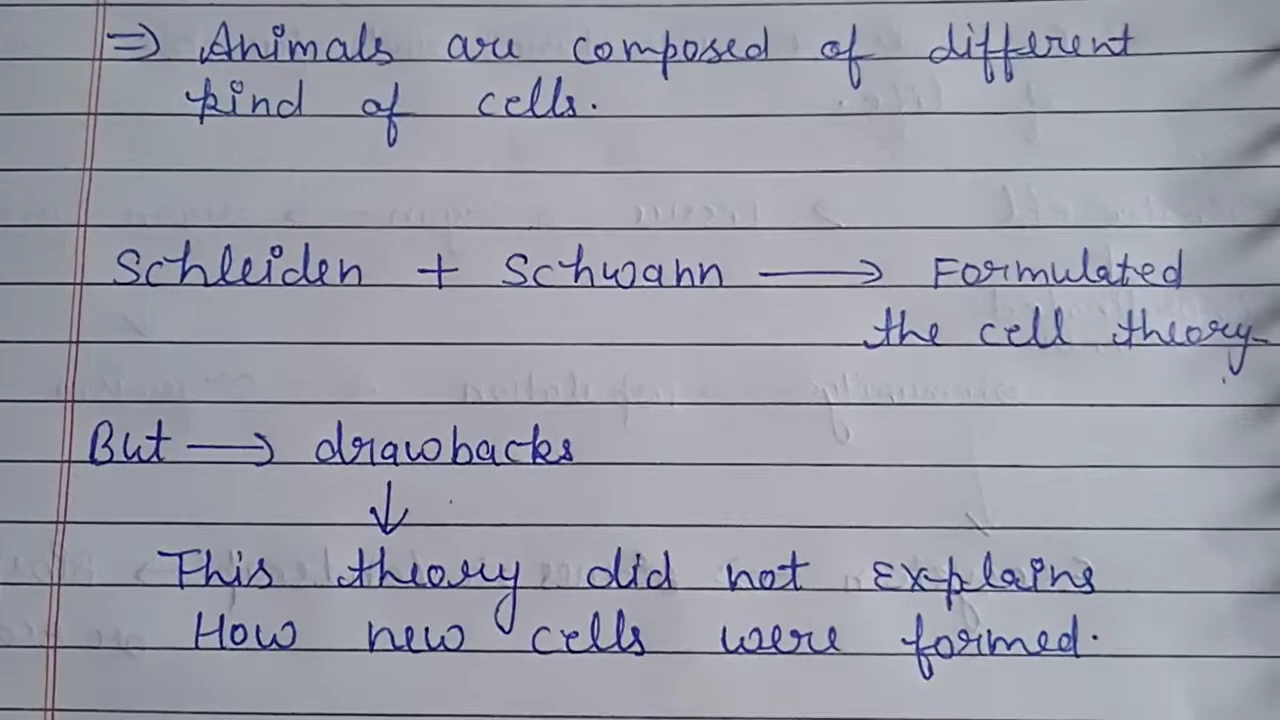 ⇒ Animals are composed of different
kind of cells.
Schleiden + Schwann ⟶ Formulated
the cell theory
But ⟶ drawbacks
↓
This theory did not explains
How new cells were formed.